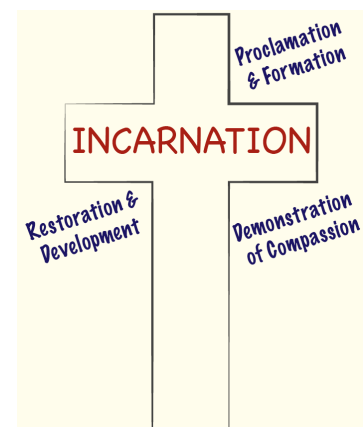 Proclamation
& Formation
INCARNATION
Restoration &
Development
Demonstration
of Compassion